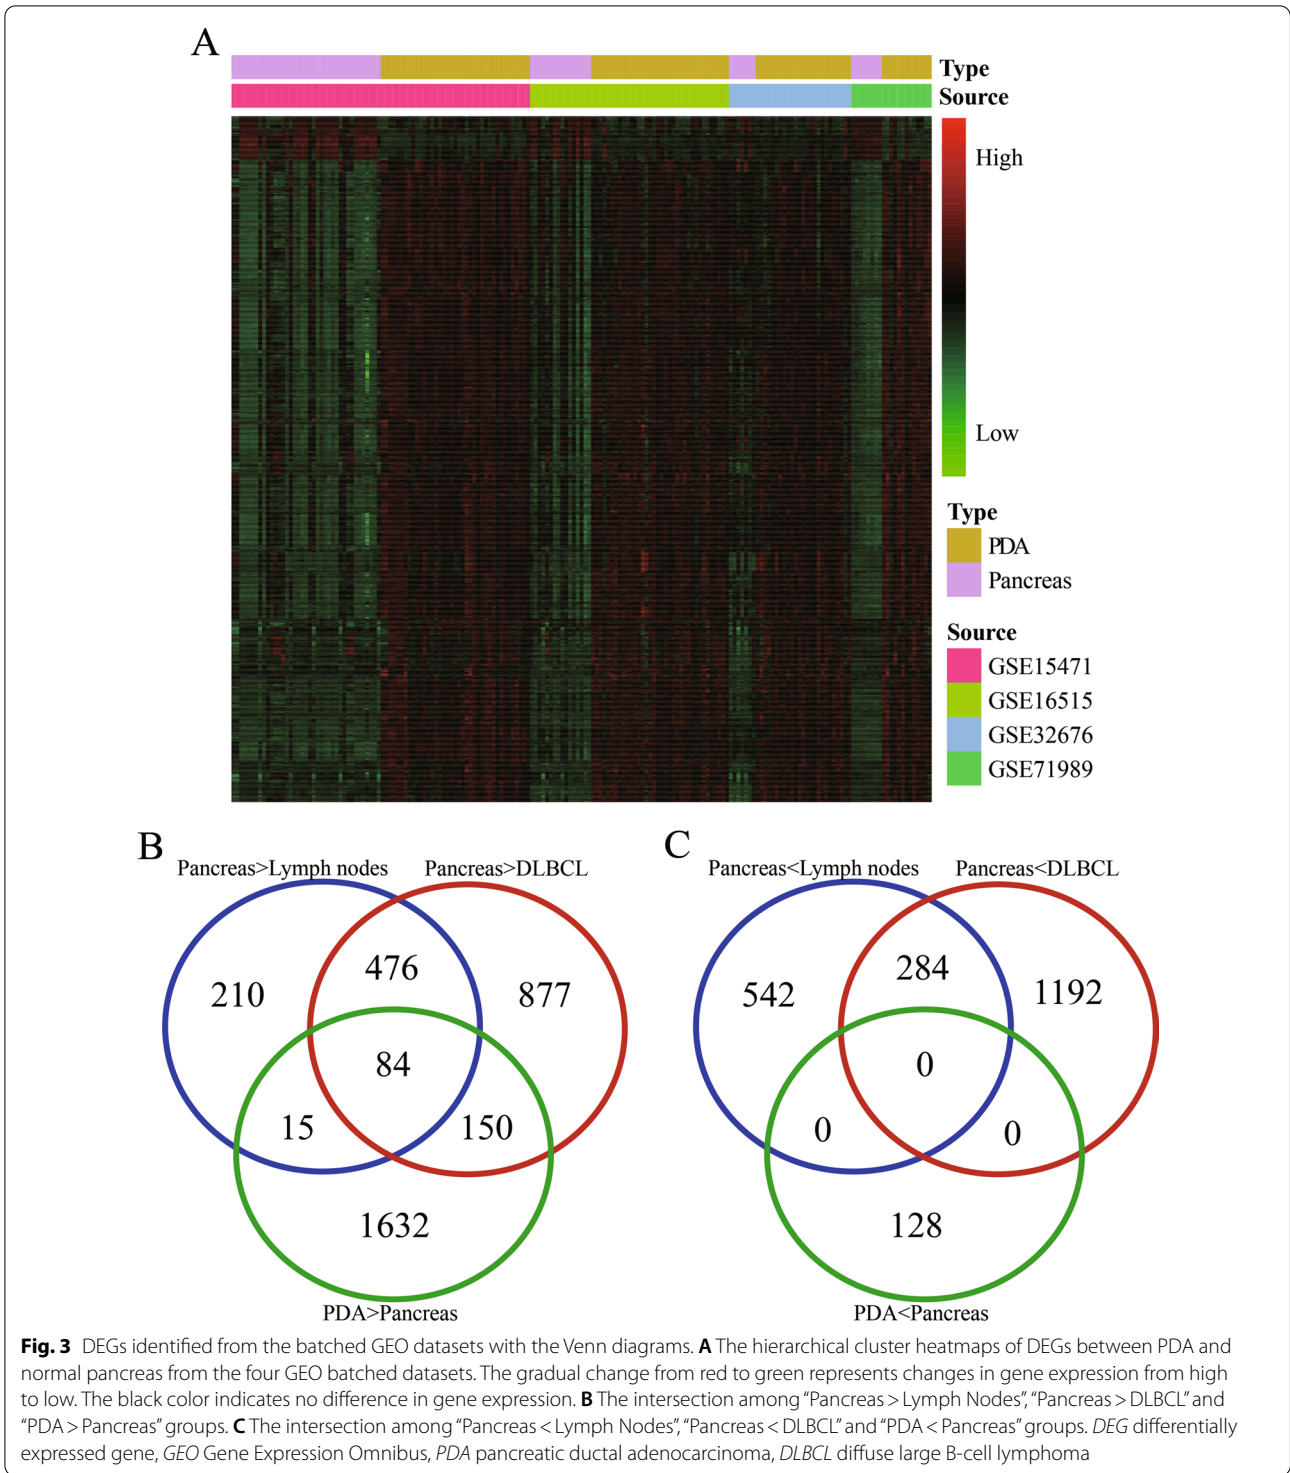 A
Type
Source
High
Low
Type
PDA
Pancreas
Source
GSE15471
GSE16515
GSE32676
GSE71989
B
Pancreas>Lymph nodes
Pancreas>DLBCL
476
210
877
84
15
150
1632
PDA>Pancreas
C
Pancreas<Lymph nodes
Pancreas<DLBCL
284
542
1192
0
0
0
128
PDA<Pancreas
Fig. 3 DEGs identified from the batched GEO datasets with the Venn diagrams. A The hierarchical cluster heatmaps of DEGs between PDA and
normal pancreas from the four GEO batched datasets. The gradual change from red to green represents changes in gene expression from high
to low. The black color indicates no difference in gene expression. B The intersection among “Pancreas > Lymph Nodes”, “Pancreas > DLBCL” and
“PDA > Pancreas” groups. C The intersection among “Pancreas < Lymph Nodes”, “Pancreas < DLBCL” and “PDA < Pancreas” groups. DEG differentially
expressed gene, GEO Gene Expression Omnibus, PDA pancreatic ductal adenocarcinoma, DLBCL diffuse large B-cell lymphoma